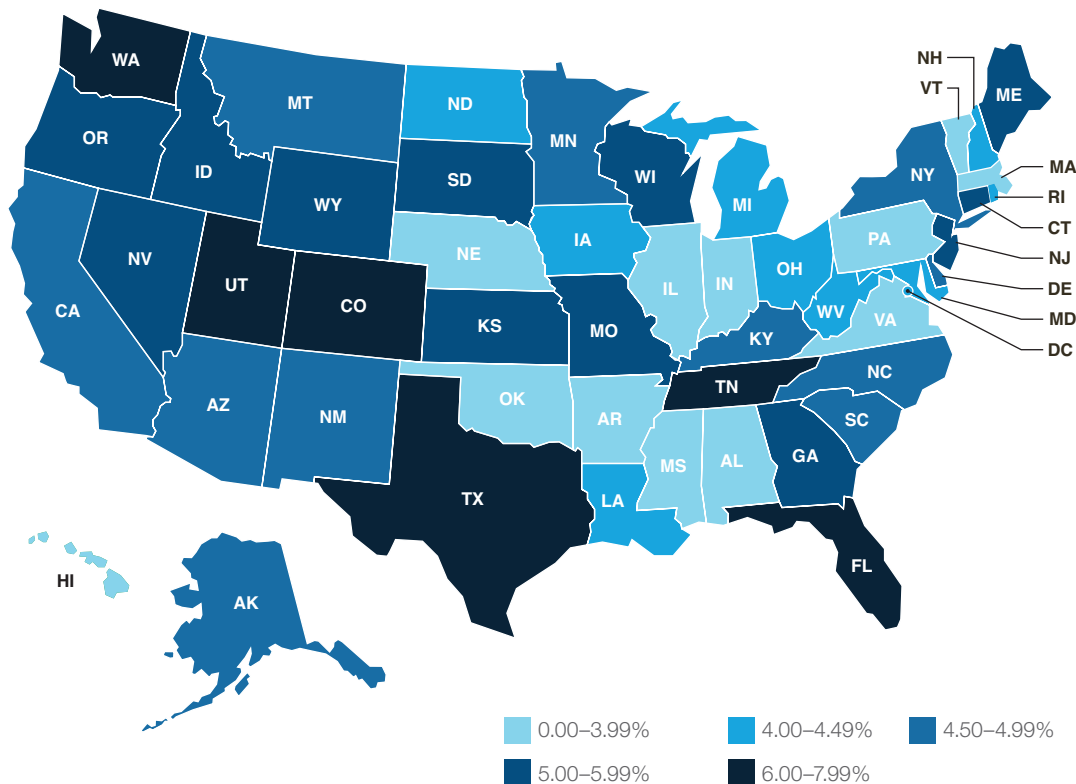 WA
MT
ND
MN
NH
VT
ME
OR
ID
WY
SD
WI
MI
NY
MA
RI
CT
NJ
DE
MD
DC
NV
UT
CO
NE
IA
IL
IN
OH
PA
WV
VA
CA
KS
MO
KY
NC
AZ
NM
OK
AR
TN
SC
TX
LA
MS
AL
GA
FL
HI
AK
0.00–3.99%
4.00–4.49%
4.50–4.99%
5.00–5.99%
6.00–7.99%